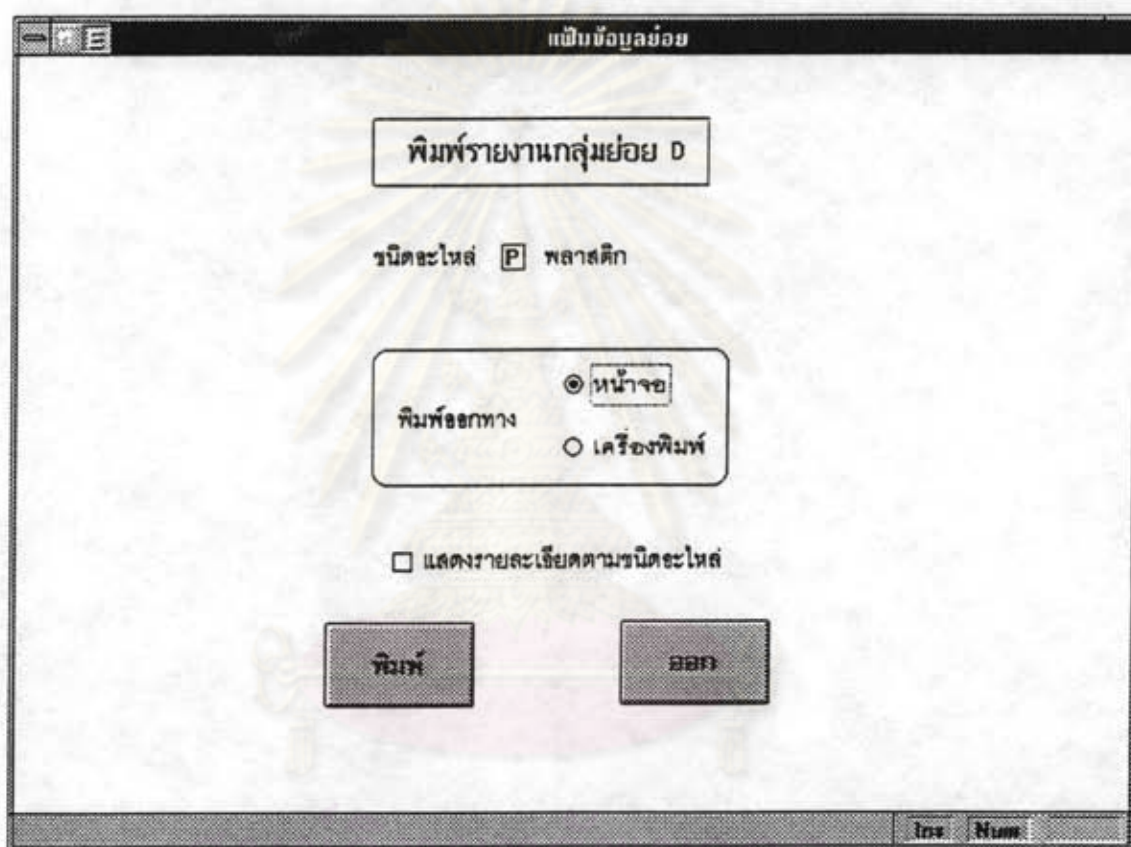 แฟ้มข้อมูลย่อย
พิมพ์รายงานกลุ่มย่อย D
ชนิดอะไหล่ P พลาสติก
พิมพ์ออกทาง
หน้าจอ
เครื่องพิมพ์
แสดงรายละเอียดตามชนิดอะไหล่
พิมพ์ ออก
Num